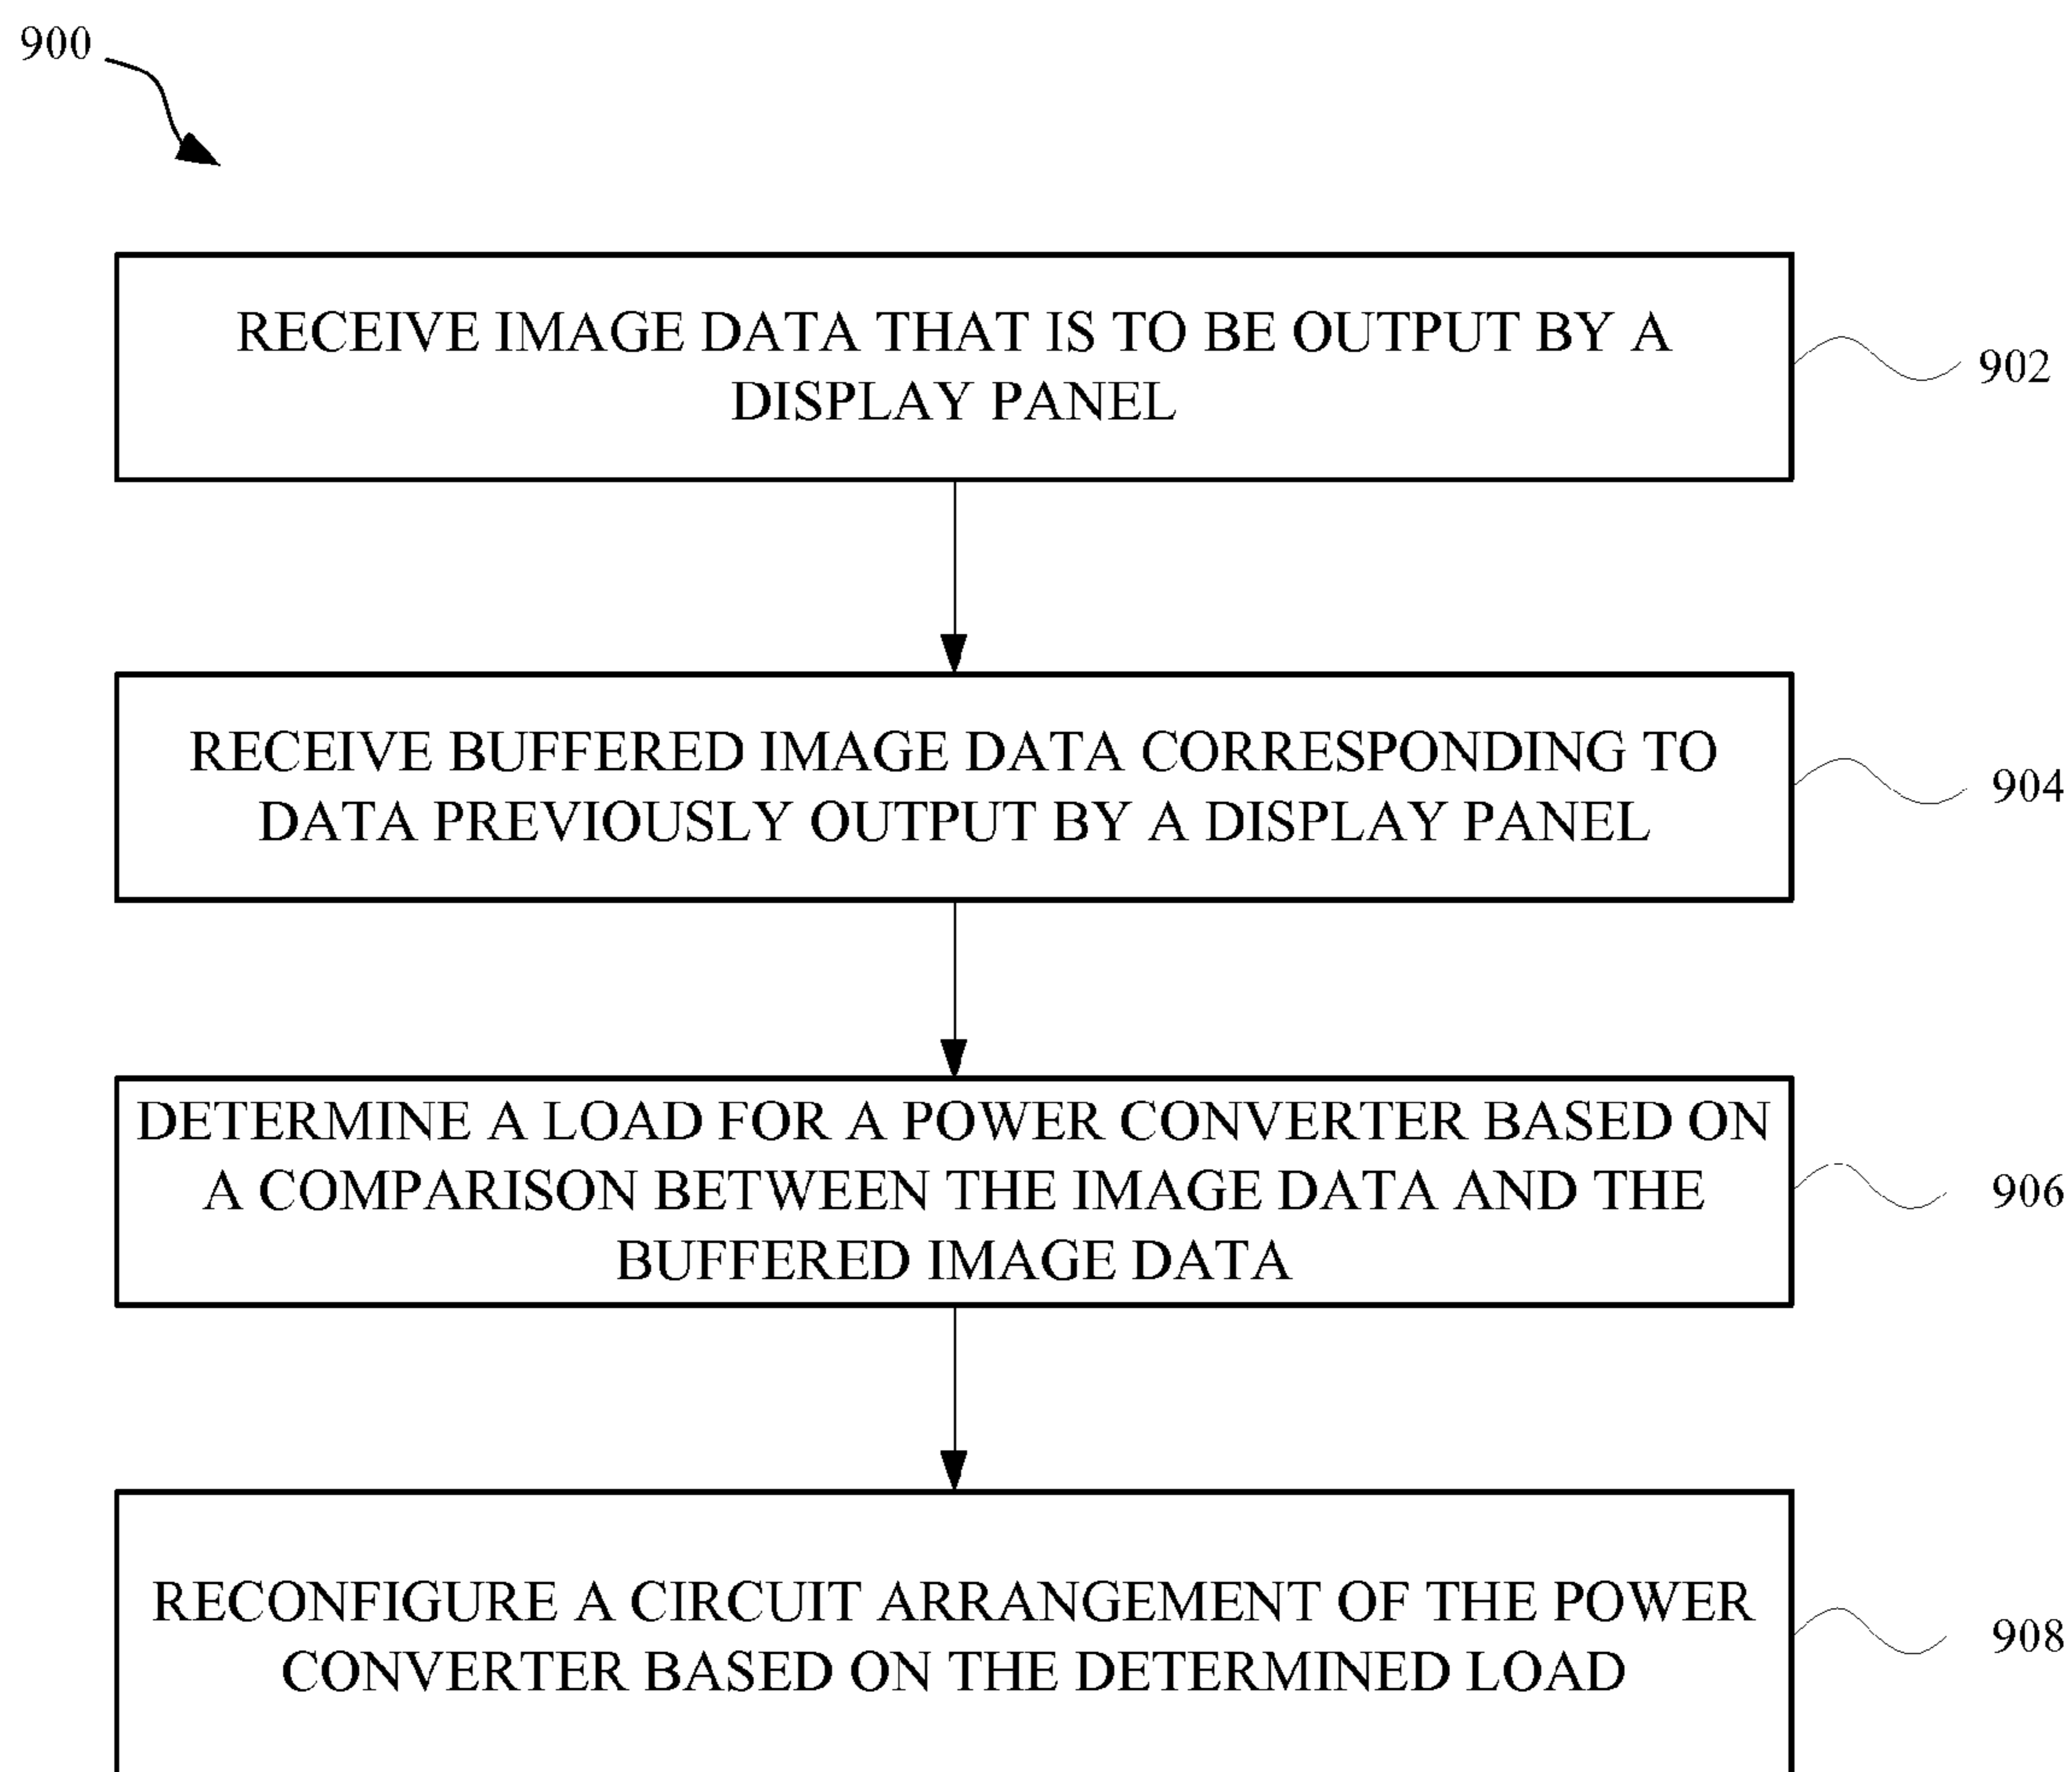 900
RECEIVE IMAGE DATA THAT IS TO BE OUTPUT BY A
DISPLAY PANEL
902
RECEIVE BUFFERED IMAGE DATA CORRESPONDING TO
DATA PREVIOUSLY OUTPUT BY A DISPLAY PANEL
904
DETERMINE A LOAD FOR A POWER CONVERTER BASED ON
A COMPARISON BETWEEN THE IMAGE DATA AND THE
BUFFERED IMAGE DATA
906
RECONFIGURE A CIRCUIT ARRANGEMENT OF THE POWER
CONVERTER BASED ON THE DETERMINED LOAD
908